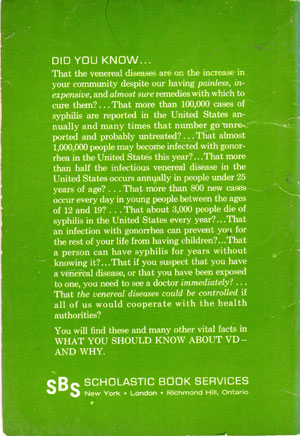 DID YOU KNOW...
That the venereal diseases are on the increase in
your community despite our having painless, in-
expensive, and almost sure remedies with which to
cure them?...That more than 100,000 cases of
syphilis are reported in the United States an-
nually and many times that number go unre-
ported and probably untreated?...That almost
1,000,000 people may become infected with gonor-
rhea in the United States this year?...That more
than half the infectious venereal disease in the
United States occurs annually in people under 25
years of age?...That more than 800 new cases
occur every day in young people between the ages
of 12 and 19?...That about 3,000 people die of
syphilis in the United States every year?...That
an infection with gonorrhea can prevent you for
the rest of your life from having children?...That
a person can have syphilis for years without
knowing it?...That if you suspect that you have
a venereal disease, or that you have been exposed
to one, you need to see a doctor immediately?...
That the venereal diseases could be controlled if
all of us would cooperate with the health
authorities?
You will find these and many other vital facts in
WHAT YOU SHOULD KNOW ABOUT VD–
AND WHY.
SBS SCHOLASTIC BOOK SERVICES
New York • London • Richmond Hill, Ontario